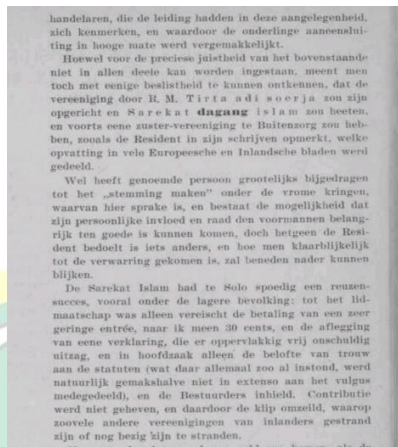 handelaren, die de leiding hadden in deze aangelegenheid,
zich kenmerken, en waardoor de onderlinge aaneenslui-
ting in hooge mate werd vergemakkelijkt.
Hoewel voor de preciese juistheid van het bovenstaande
niet in allen deele kan worden ingestaan, meent men
toch met eenige beslistheid te kunnen ontkennen, dat de
vereeniging door R. M. Tirta adi soerja zou zijn
opgericht en Sarekat dagang islam zou heeten,
en voorts eene zuster-vereeniging te Buitenzorg zou heb-
ben, zooals de Resident in zijn schrijven opmerkt, welke
opvatting in vele Europeesche en Inlandsche bladen werd
gedeeld.
Wel heeft genoemde persoon grootelijks bijgedragen
tot het „stemming maken" onder de vrome kringen,
waarvan hier sprake is, en bestaat de mogelijkheid dat
zijn persoonlijke invloed en raad den voormannen belang-
rijk ten goede is kunnen komen, doch hetgeen de Resi-
dent bedoelt is iets anders, en hoe men klaarblijkelijk
tot de verwarring gekomen is, zal beneden nader kunnen
blijken.
De Sarekat Islam had te Solo spoedig een reuzen-
succes, vooral onder de lagere bevolking: tot het lid-
maatschap was alleen vereischt de betaling van een zeer
geringe entrée, naar ik meen 30 cents, en de aflegging
van eene verklaring, die er oppervlakkig vrij onschuldig
uitzag, en in hoofdzaak alleen de belofte van trouw
aan de statuten (wat daar allemaal zoo al instond, werd
natuurlijk gemakshalve niet in extenso aan het vulgus
medegedeeld), en de Bestuurders inhield. Contributie
werd niet geheven, en daardoor de klip omzeild, waarop
zoovele andere vereenigingen van inlanders gestrand
zijn of nog bezig zijn te stranden.